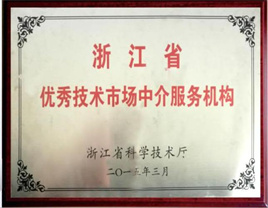 浙江省
优秀技术市场中介服务机构
浙江省科学技术厅
二〇一三年三月